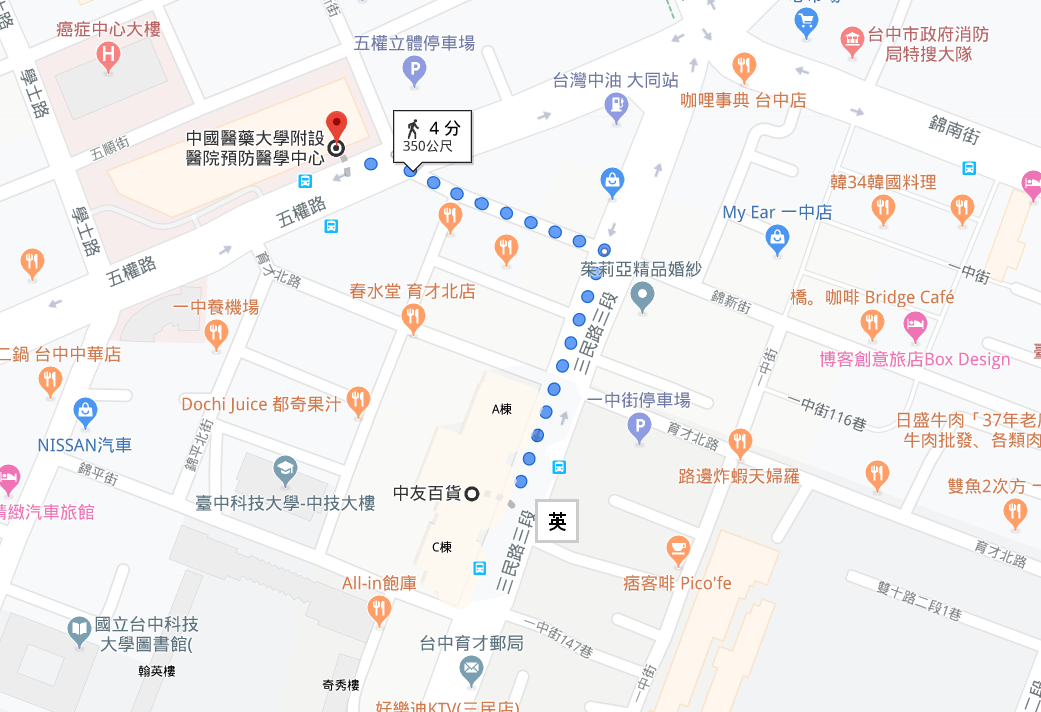 癌症中心大樓
五權立體停車場
台中市政府消防
局特搜大隊
學士路
台灣中油 大同站
咖哩事典 台中店
4 分
350公尺
錦南街
中國醫藥大學附設
醫院預防醫學中心
五順街
韓34韓國料理
My Ear 一中店
學士路
五權路
五權路
育才北路
茱莉亞精品婚紗
一中街
錦新街
春水堂 育才北店
橋。咖啡 Bridge Café
一中養機場
三民路三段
二鍋 台中中華店
博客創意旅店Box Design
一中街
A棟
一中街停車場
一中街116巷
Dochi Juice 都奇果汁
日盛牛肉「37年老
牛肉批發、各類肉
育才北路
NISSAN汽車
錦平北街
錦平街
路邊炸蝦天婦羅
中友百貨
臺中科技大學-中技大樓
雙魚2次方
情緻汽車旅館
英
三民路三段
C棟
育才北路
All-in飽庫
痞客啡 Pico'fe
雙十路二段1巷
國立台中科技
大學圖書館(
台中育才郵局
一中街147巷
翰英樓
奇秀樓
一中街
好樂迪KTV(三民店)